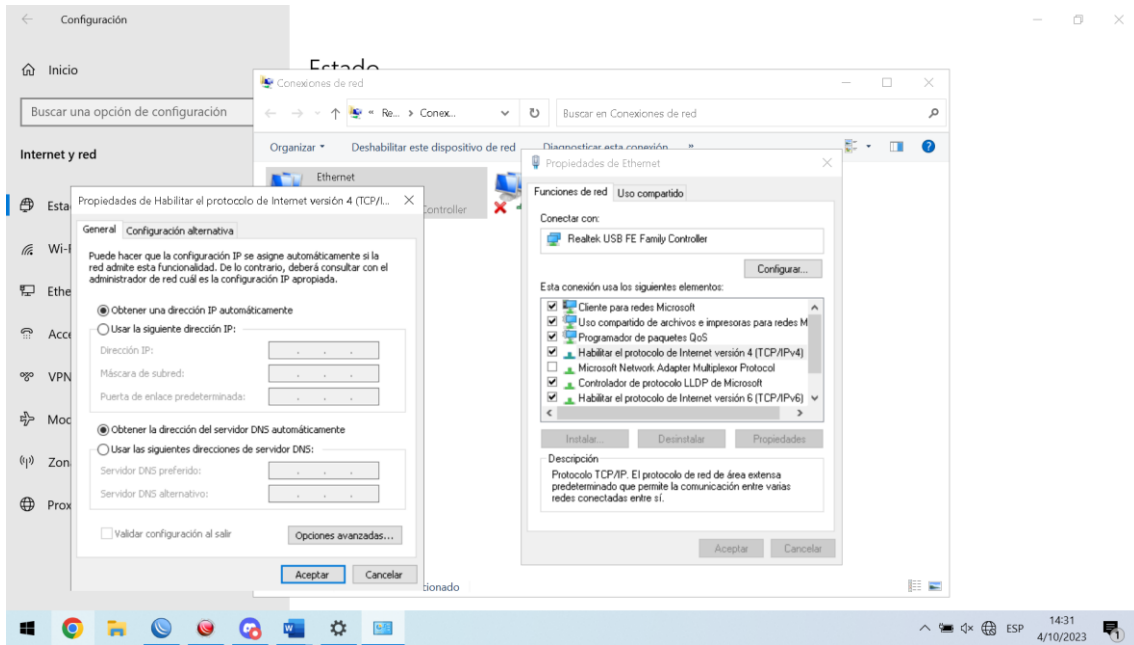 Configuración
Inicio
Buscar una opción de configuración
Internet y red
Esta
Wi-F
Ethe
Acce
VPN
Mod
Zon
Prox
Estado
Conexiones de red
Re... > Conex...
Buscar en Conexiones de red
Organizar
Deshabilitar este dispositivo de red
Diagnosticar esta conexión
»
Ethernet
Controller
cionado
Propiedades de Habilitar el protocolo de Internet versión 4 (TCP/I...
General
Configuración alternativa
Puede hacer que la configuración IP se asigne automáticamente si la
red admite esta funcionalidad. De lo contrario, deberá consultar con el
administrador de red cuál es la configuración IP apropiada.
Obtener una dirección IP automáticamente
Usar la siguiente dirección IP:
Dirección IP:
Máscara de subred:
Puerta de enlace predeterminada:
Obtener la dirección del servidor DNS automáticamente
Usar las siguientes direcciones de servidor DNS:
Servidor DNS preferido:
Servidor DNS alternativo:
Validar configuración al salir
Opciones avanzadas...
Aceptar
Cancelar
Propiedades de Ethernet
Funciones de red
Uso compartido
Conectar con:
Realtek USB FE Family Controller
Configurar...
Esta conexión usa los siguientes elementos:
Cliente para redes Microsoft
Uso compartido de archivos e impresoras para redes M
Programador de paquetes QoS
Habilitar el protocolo de Internet versión 4 (TCP/IPv4)
Microsoft Network Adapter Multiplexor Protocol
Controlador de protocolo LLDP de Microsoft
Habilitar el protocolo de Internet versión 6 (TCP/IPv6)
Instalar...
Desinstalar
Propiedades
Descripción
Protocolo TCP/IP. El protocolo de red de área extensa
predeterminado que permite la comunicación entre varias
redes conectadas entre sí.
Aceptar
Cancelar
ESP
14:31
4/10/2023
1